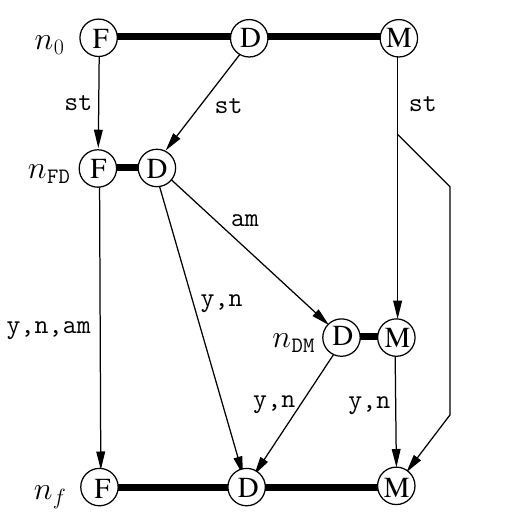 n0 F D M
st st st
nFD F D
am
y,n,am y,n
nDM D M
y,n y,n
nf F D M